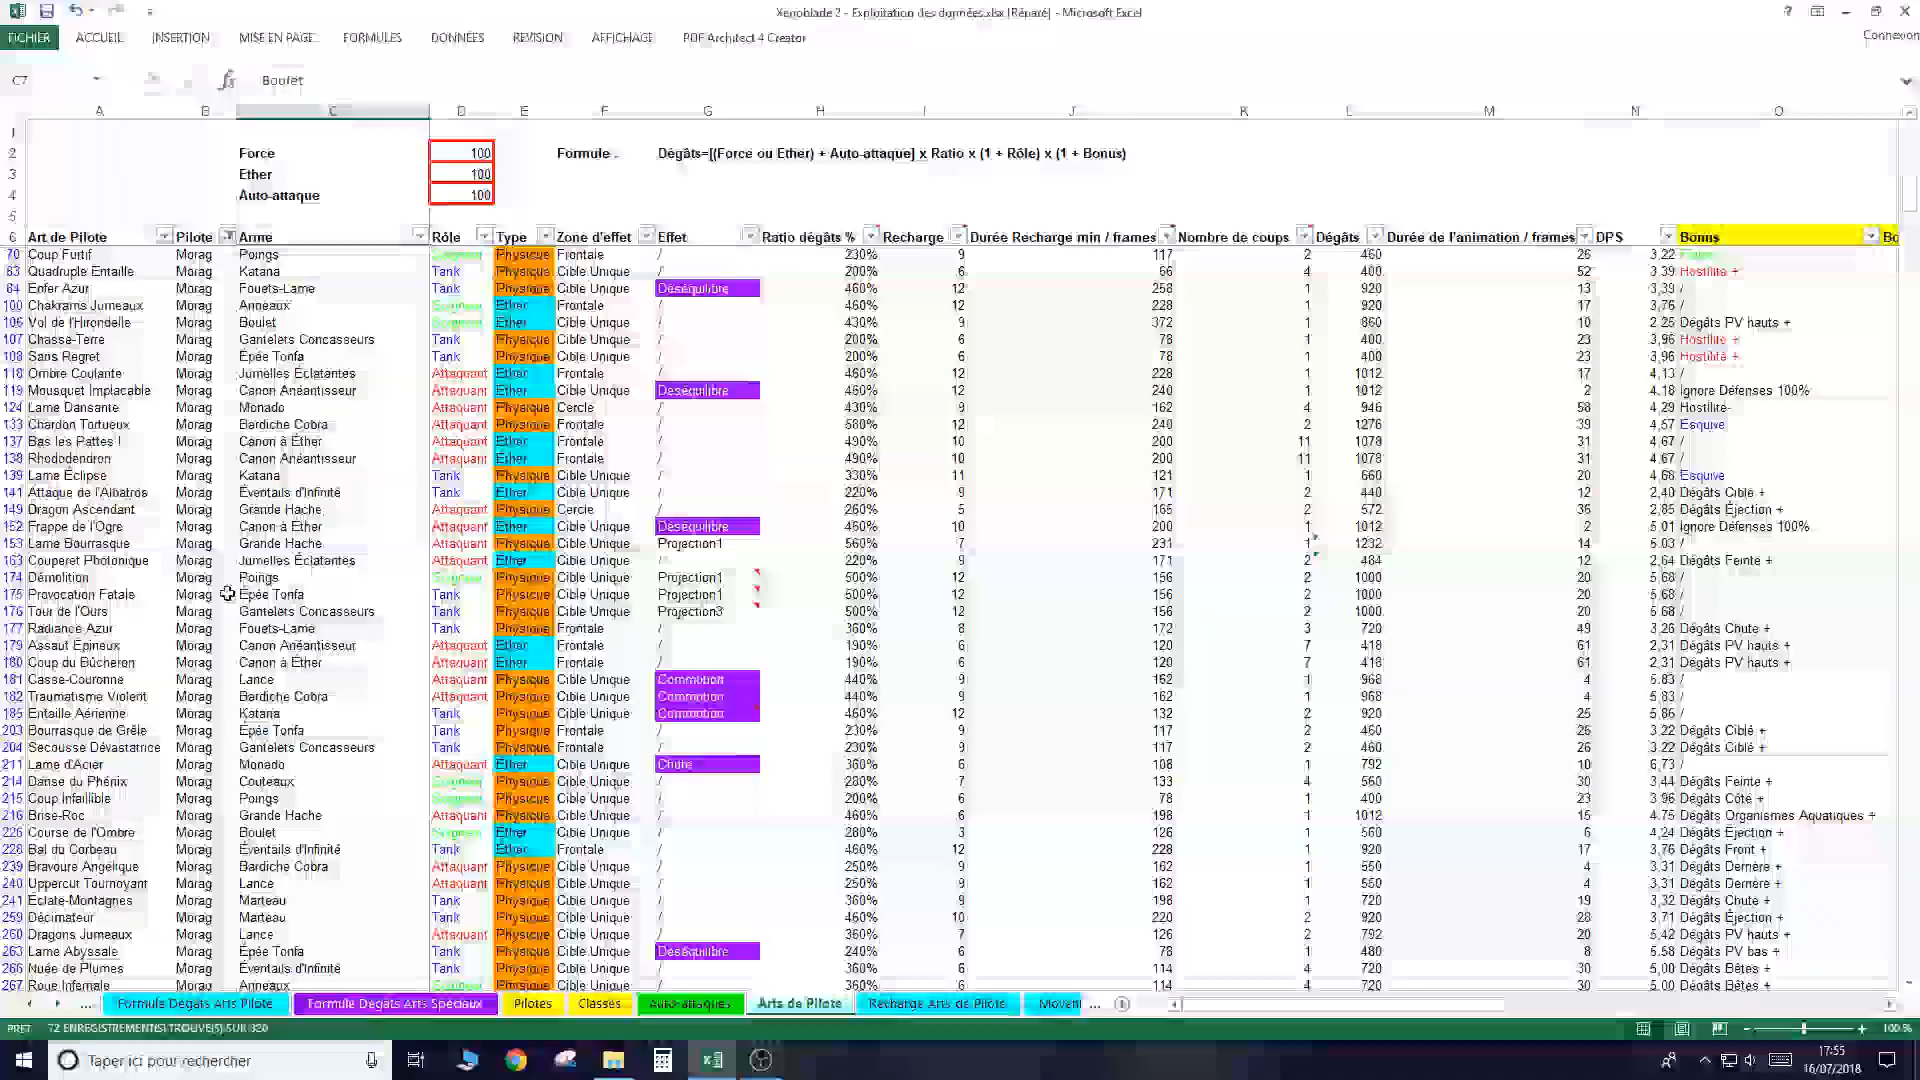 Xenoblade 2 - Exploitation des données.xlsx [Réparé] - Microsoft Excel
FICHIER ACCUEIL INSERTION MISE EN PAGE FORMULES DONNÉES RÉVISION AFFICHAGE PDF Architect 4 Creator Connexion
C7 Boulet
A B C D E F G H I J K L M N O
1
2 Force 100 Formule Dégâts=[(Force ou Ether) + Auto-attaque] x Ratio x (1 + Rôle) x (1 + Bonus)
3 Ether 100
4 Auto-attaque 100
5
6 Art de Pilote Pilote Arme Rôle Type Zone d'effet Effet Ratio dégâts % Recharge Durée Recharge min / frames Nombre de coups Dégâts Durée de l'animation / frames DPS Bonus Bo
70 Coup Furtif Morag Poings Soigneur Physique Frontale / 230% 9 117 2 460 26 3,22
83 Quadruple Entaille Morag Katana Tank Physique Cible Unique / 200% 6 66 4 400 52 3,39 Hostilité +
84 Enfer Azur Morag Fouets-Lame Tank Physique Cible Unique Déséquilibre 460% 12 258 1 920 13 3,39 /
100 Chakrams Jumeaux Morag Anneaux Soigneur Ether Frontale / 460% 12 228 1 920 17 3,76 /
106 Vol de l'Hirondelle Morag Boulet Soigneur Ether Cible Unique / 430% 9 372 1 860 10 2,25 Dégâts PV hauts +
107 Chasse-Terre Morag Gantelets Concasseurs Tank Physique Cible Unique / 200% 6 78 1 400 23 3,96 Hostilité +
108 Sans Regret Morag Épée Tonfa Tank Physique Cible Unique / 200% 6 78 1 400 23 3,96 Hostilité +
118 Ombre Coulante Morag Jumelles Éclatantes Attaquant Ether Frontale / 460% 12 228 1 1012 17 4,13 /
119 Mousquet Implacable Morag Canon Anéantisseur Attaquant Ether Cible Unique Déséquilibre 460% 12 240 1 1012 2 4,18 Ignore Défenses 100%
124 Lame Dansante Morag Monado Attaquant Physique Cercle / 430% 9 162 4 946 58 4,29 Hostilité-
133 Chardon Tortueux Morag Bardiche Cobra Attaquant Physique Frontale / 580% 12 240 2 1276 39 4,57 Esquive
137 Bas les Pattes ! Morag Canon à Éther Attaquant Ether Frontale / 490% 10 200 11 1078 31 4,67 /
138 Rhododendron Morag Canon Anéantisseur Attaquant Ether Frontale / 490% 10 200 11 1078 31 4,67 /
139 Lame Éclipse Morag Katana Tank Physique Cible Unique / 330% 11 121 1 660 20 4,68 Esquive
141 Attaque de l'Albatros Morag Éventails d'Infinité Tank Ether Cible Unique / 220% 9 171 2 440 12 2,40 Dégâts Ciblé +
149 Dragon Ascendant Morag Grande Hache Attaquant Physique Cercle / 260% 5 165 2 572 36 2,85 Dégâts Éjection +
152 Frappe de l'Ogre Morag Canon à Éther Attaquant Ether Cible Unique Déséquilibre 460% 10 200 1 1012 2 5,01 Ignore Défenses 100%
153 Lame Bourrasque Morag Grande Hache Attaquant Physique Cible Unique Projection1 560% 7 231 1 1232 14 5,03 /
163 Couperet Photonique Morag Jumelles Éclatantes Attaquant Ether Cible Unique / 220% 9 171 2 484 12 2,64 Dégâts Feinte +
174 Démolition Morag Poings Soigneur Physique Cible Unique Projection1 500% 12 156 2 1000 20 5,68 /
175 Provocation Fatale Morag Épée Tonfa Tank Physique Cible Unique Projection1 500% 12 156 2 1000 20 5,68 /
176 Tour de l'Ours Morag Gantelets Concasseurs Tank Physique Cible Unique Projection3 500% 12 156 2 1000 20 5,68 /
177 Radiance Azur Morag Fouets-Lame Tank Physique Frontale / 360% 8 172 3 720 49 3,26 Dégâts Chute +
179 Assaut Épineux Morag Canon Anéantisseur Attaquant Ether Frontale / 190% 6 120 7 418 61 2,31 Dégâts PV hauts +
180 Coup du Bûcheron Morag Canon à Éther Attaquant Ether Frontale / 190% 6 120 7 418 61 2,31 Dégâts PV hauts +
181 Casse-Couronne Morag Lance Attaquant Physique Cible Unique Commotion 440% 9 162 1 968 4 5,83 /
182 Traumatisme Violent Morag Bardiche Cobra Attaquant Physique Cible Unique Commotion 440% 9 162 1 968 4 5,83 /
185 Entaille Aérienne Morag Katana Tank Physique Cible Unique Commotion 460% 12 132 2 920 25 5,86 /
203 Bourrasque de Grêle Morag Épée Tonfa Tank Physique Frontale / 230% 9 117 2 460 26 3,22 Dégâts Ciblé +
204 Secousse Dévastatrice Morag Gantelets Concasseurs Tank Physique Frontale / 230% 9 117 2 460 26 3,22 Dégâts Ciblé +
211 Lame d'Acier Morag Monado Attaquant Ether Cible Unique Chute 360% 6 108 1 792 10 6,73 /
214 Danse du Phénix Morag Couteaux Soigneur Physique Cible Unique / 280% 7 133 4 560 30 3,44 Dégâts Feinte +
215 Coup Infaillible Morag Poings Soigneur Physique Cible Unique / 200% 6 78 1 400 23 3,96 Dégâts Côté +
216 Brise-Roc Morag Grande Hache Attaquant Physique Cible Unique / 460% 6 198 1 1012 15 4,75 Dégâts Organismes Aquatiques +
225 Course de l'Ombre Morag Boulet Soigneur Ether Cible Unique / 280% 3 126 1 560 6 4,24 Dégâts Éjection +
228 Bal du Corbeau Morag Éventails d'Infinité Tank Ether Frontale / 460% 12 228 1 920 17 3,76 Dégâts Front +
239 Bravoure Angélique Morag Bardiche Cobra Attaquant Physique Cible Unique / 250% 9 162 1 550 4 3,31 Dégâts Derrière +
240 Uppercut Tournoyant Morag Lance Attaquant Physique Cible Unique / 250% 9 162 1 550 4 3,31 Dégâts Derrière +
241 Éclate-Montagnes Morag Marteau Tank Physique Cible Unique / 360% 9 198 1 720 19 3,32 Dégâts Chute +
259 Décimateur Morag Marteau Tank Physique Cible Unique / 460% 10 220 2 920 28 3,71 Dégâts Éjection +
260 Dragons Jumeaux Morag Lance Attaquant Physique Cible Unique / 360% 7 126 2 792 20 5,42 Dégâts PV hauts +
263 Lame Abyssale Morag Épée Tonfa Tank Physique Cible Unique Déséquilibre 240% 6 78 1 480 8 5,58 Dégâts PV bas +
266 Nuée de Plumes Morag Éventails d'Infinité Tank Physique Cible Unique / 360% 6 114 4 720 30 5,00 Dégâts Bêtes +
267 Roue Infernale Morag Anneaux Soigneur Physique Cible Unique / 360% 6 114 4 720 30 5,00 Dégâts Bêtes +
... Formule Dégâts Arts Pilote Formule Dégâts Arts Spéciaux Pilotes Classes Auto-attaques Arts de Pilote Recharge Arts de Pilote Mouvem ...
PRÊT 72 ENREGISTREMENT(S) TROUVÉ(S) SUR 320 100 %
Taper ici pour rechercher
17:55
16/07/2018